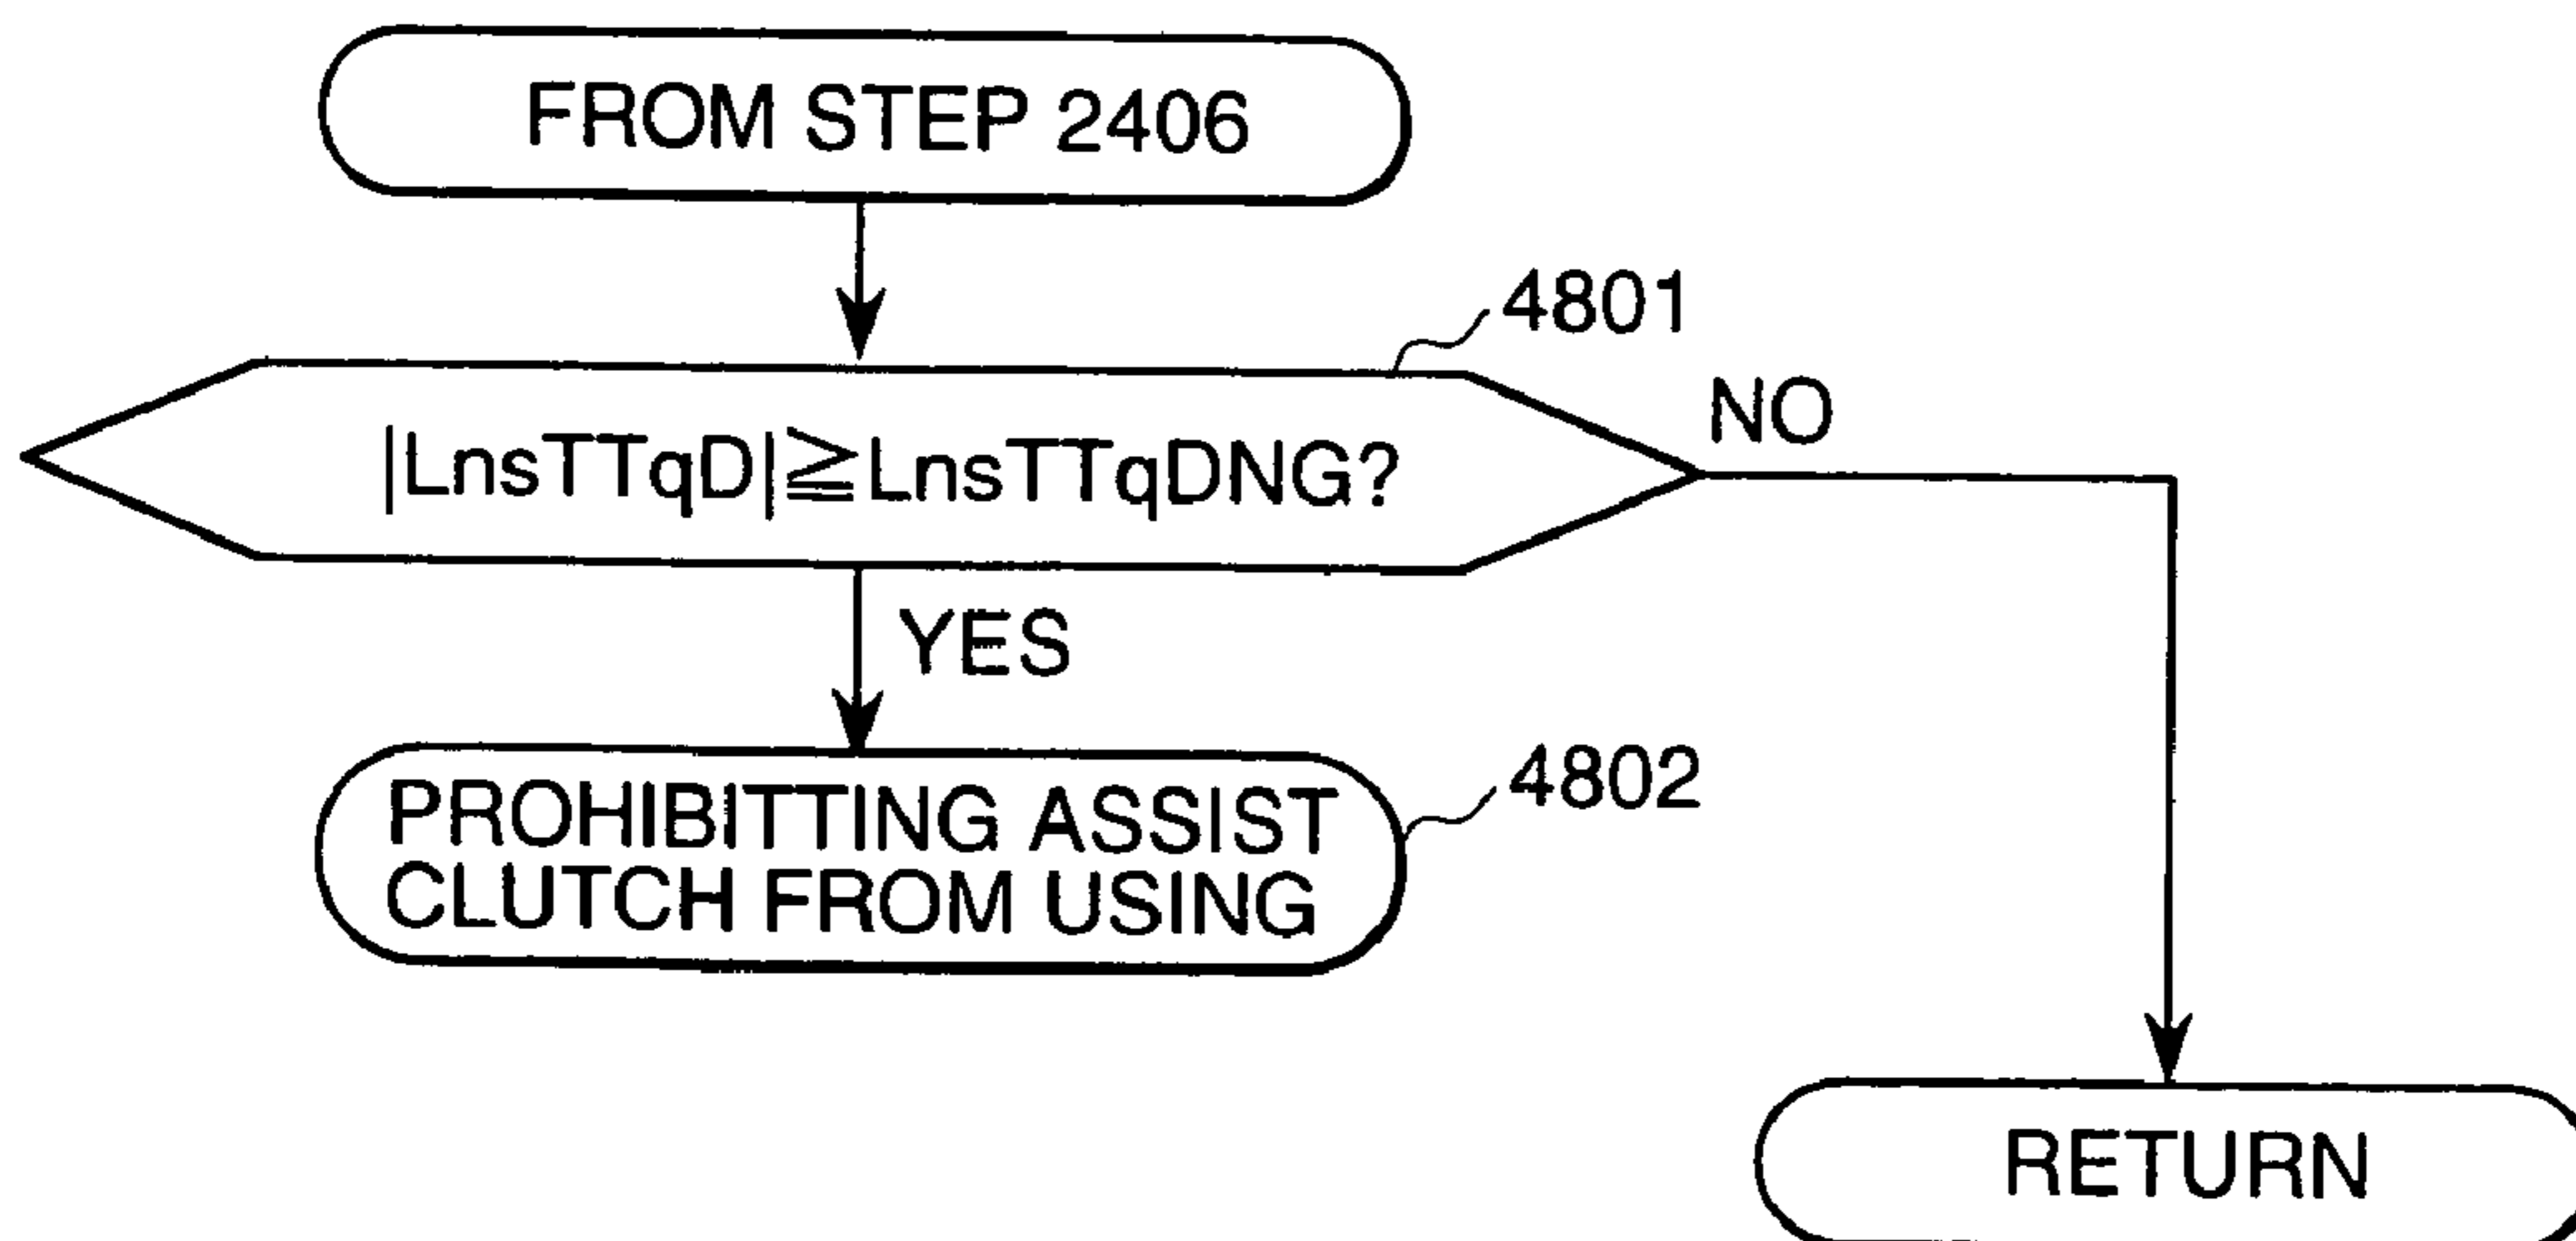 FROM STEP 2406
4801
|LnsTTqD|≧LnsTTqDNG?
NO
YES
4802
PROHIBITTING ASSIST
CLUTCH FROM USING
RETURN